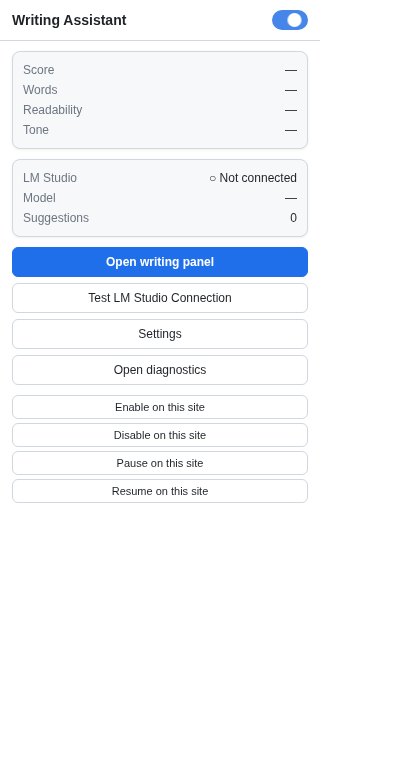 Writing Assistant
Score —
Words —
Readability —
Tone —
LM Studio ○ Not connected
Model —
Suggestions 0
Open writing panel
Test LM Studio Connection
Settings
Open diagnostics
Enable on this site
Disable on this site
Pause on this site
Resume on this site